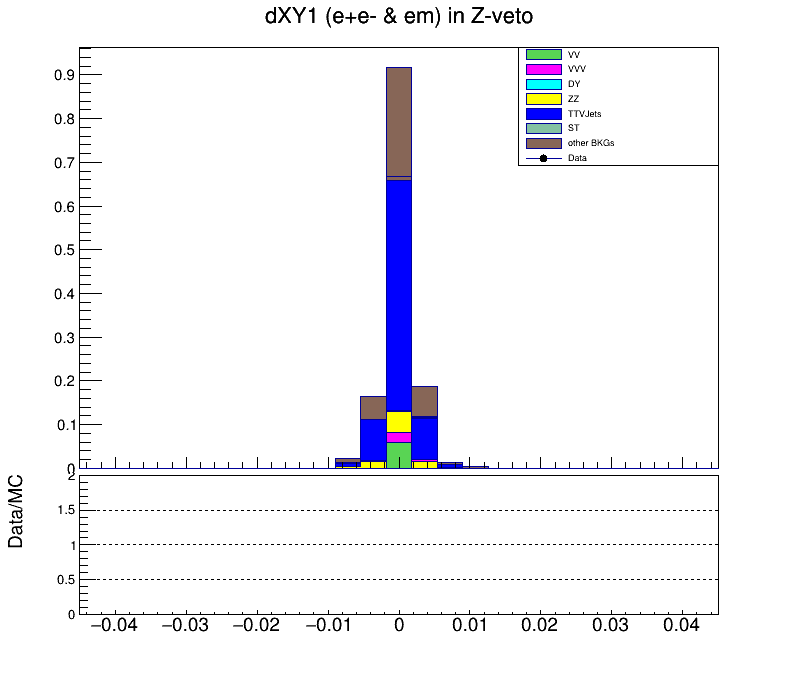 dXY1 (e+e- & em) in Z-veto
VV
VVV
DY
ZZ
TTVJets
ST
other BKGs
Data
0.9
0.8
0.7
0.6
0.5
0.4
0.3
0.2
0.1
0
Data/MC
2
1.5
1
0.5
0
−0.04 −0.03 −0.02 −0.01 0 0.01 0.02 0.03 0.04